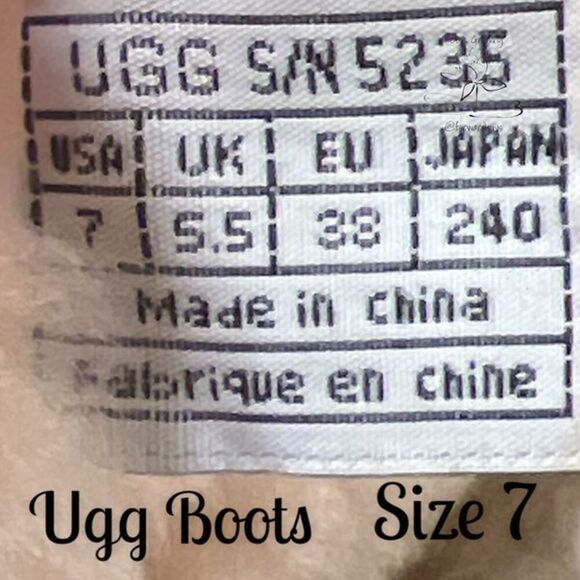 UGG S/N 5235
USA UK EU JAPAN
7 5.5 38 240
Made in China
Fabrique en chine
Ugg Boots Size 7